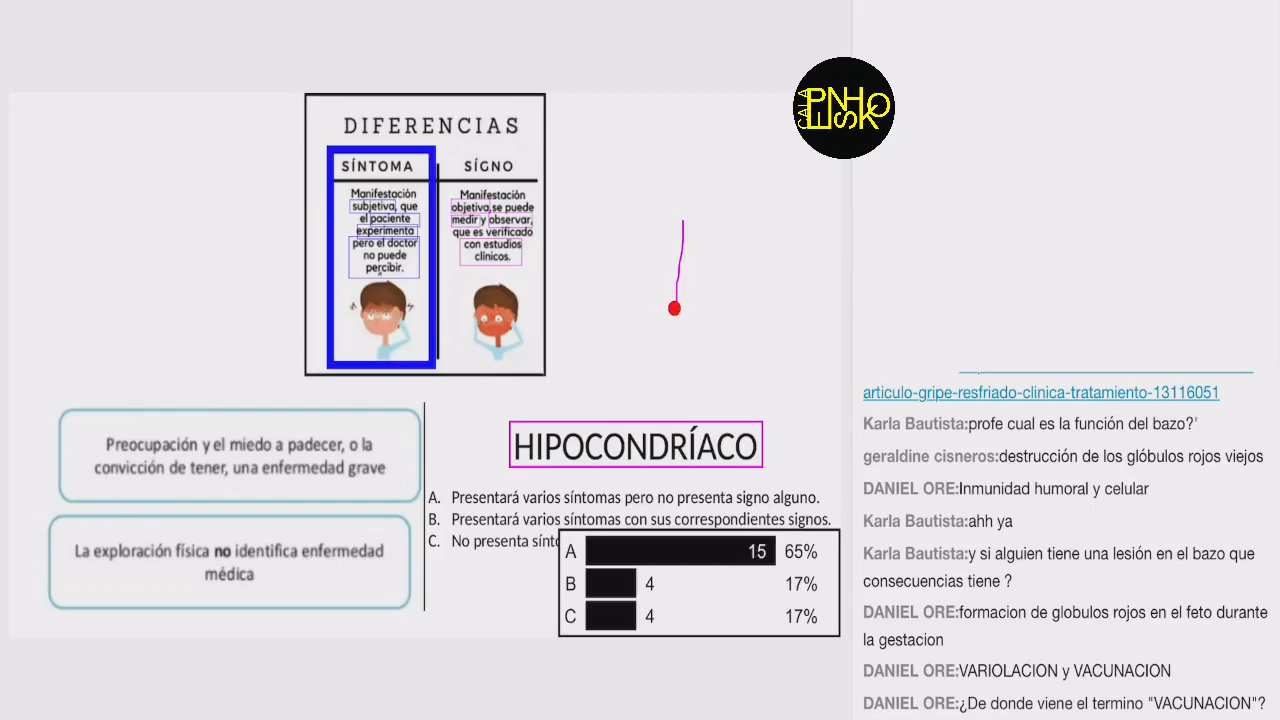 CALA
PEN
HSKO
DIFERENCIAS
SÍNTOMA
SÍGNO
Manifestación
subjetiva, que
el paciente
experimenta
pero el doctor
no puede
percibir.
Manifestación
objetiva,se puede
medir y observar,
que es verificado
con estudios
clínicos.
Preocupación y el miedo a padecer, o la
convicción de tener, una enfermedad grave
La exploración física no identifica enfermedad
médica
HIPOCONDRÍACO
A. Presentará varios síntomas pero no presenta signo alguno.
B. Presentará varios síntomas con sus correspondientes signos.
C. No presenta sínto
A 15 65%
B 4 17%
C 4 17%
articulo-gripe-resfriado-clinica-tratamiento-13116051
Karla Bautista:profe cual es la función del bazo?'
geraldine cisneros:destrucción de los glóbulos rojos viejos
DANIEL ORE:Inmunidad humoral y celular
Karla Bautista:ahh ya
Karla Bautista:y si alguien tiene una lesión en el bazo que
consecuencias tiene ?
DANIEL ORE:formacion de globulos rojos en el feto durante
la gestacion
DANIEL ORE:VARIOLACION y VACUNACION
DANIEL ORE:¿De donde viene el termino "VACUNACION"?